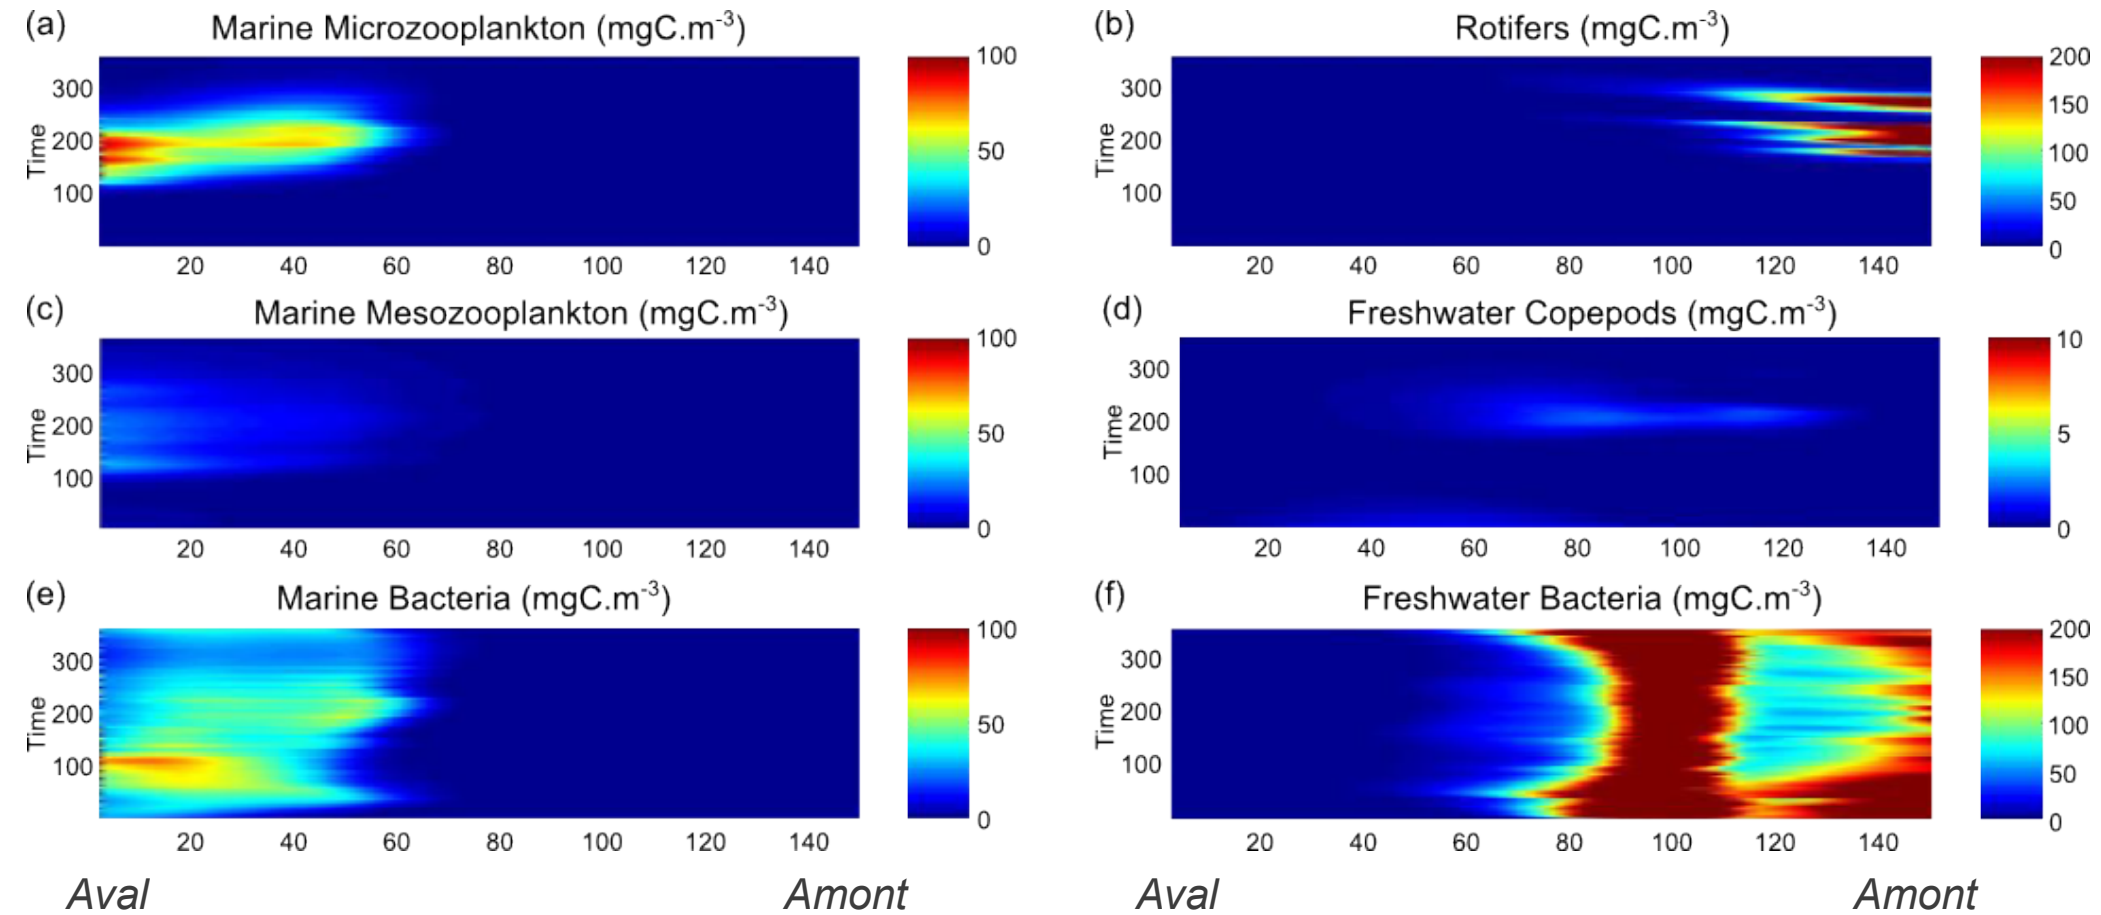 (a) Marine Microzooplankton (mgC.m-3)
100
50
0
300
200
100
Time
20 40 60 80 100 120 140
(b) Rotifers (mgC.m-3)
200
150
100
50
0
300
200
100
Time
20 40 60 80 100 120 140
(c) Marine Mesozooplankton (mgC.m-3)
100
50
0
300
200
100
Time
20 40 60 80 100 120 140
(d) Freshwater Copepods (mgC.m-3)
10
5
0
300
200
100
Time
20 40 60 80 100 120 140
(e) Marine Bacteria (mgC.m-3)
100
50
0
300
200
100
Time
20 40 60 80 100 120 140
(f) Freshwater Bacteria (mgC.m-3)
200
150
100
50
0
300
200
100
Time
20 40 60 80 100 120 140
Aval Amont Aval Amont